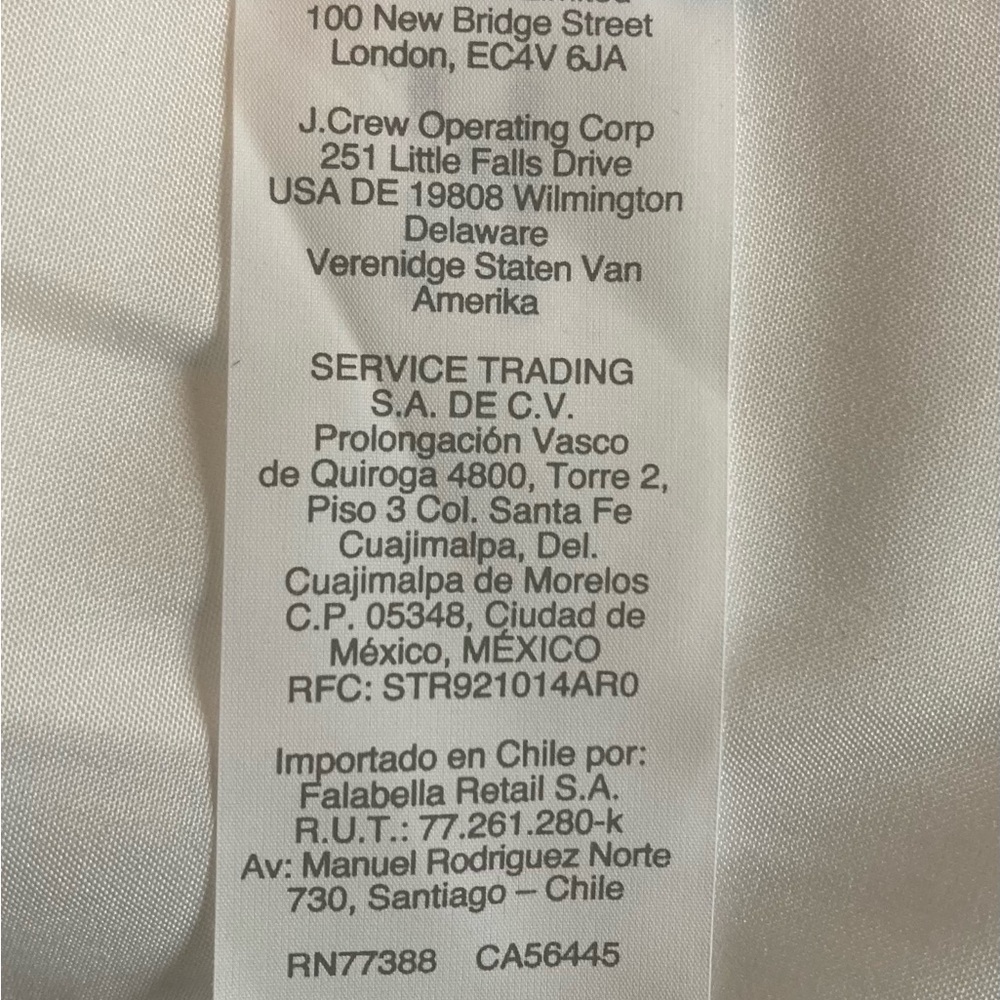 100 New Bridge Street
London, EC4V 6JA
J.Crew Operating Corp
251 Little Falls Drive
USA DE 19808 Wilmington
Delaware
Verenidge Staten Van
Amerika
SERVICE TRADING
S.A. DE C.V.
Prolongación Vasco
de Quiroga 4800, Torre 2,
Piso 3 Col. Santa Fe
Cuajimalpa, Del.
Cuajimalpa de Morelos
C.P. 05348, Ciudad de
México, MÉXICO
RFC: STR921014AR0
Importado en Chile por:
Falabella Retail S.A.
R.U.T.: 77.261.280-k
Av: Manuel Rodriguez Norte
730, Santiago – Chile
RN77388 CA56445